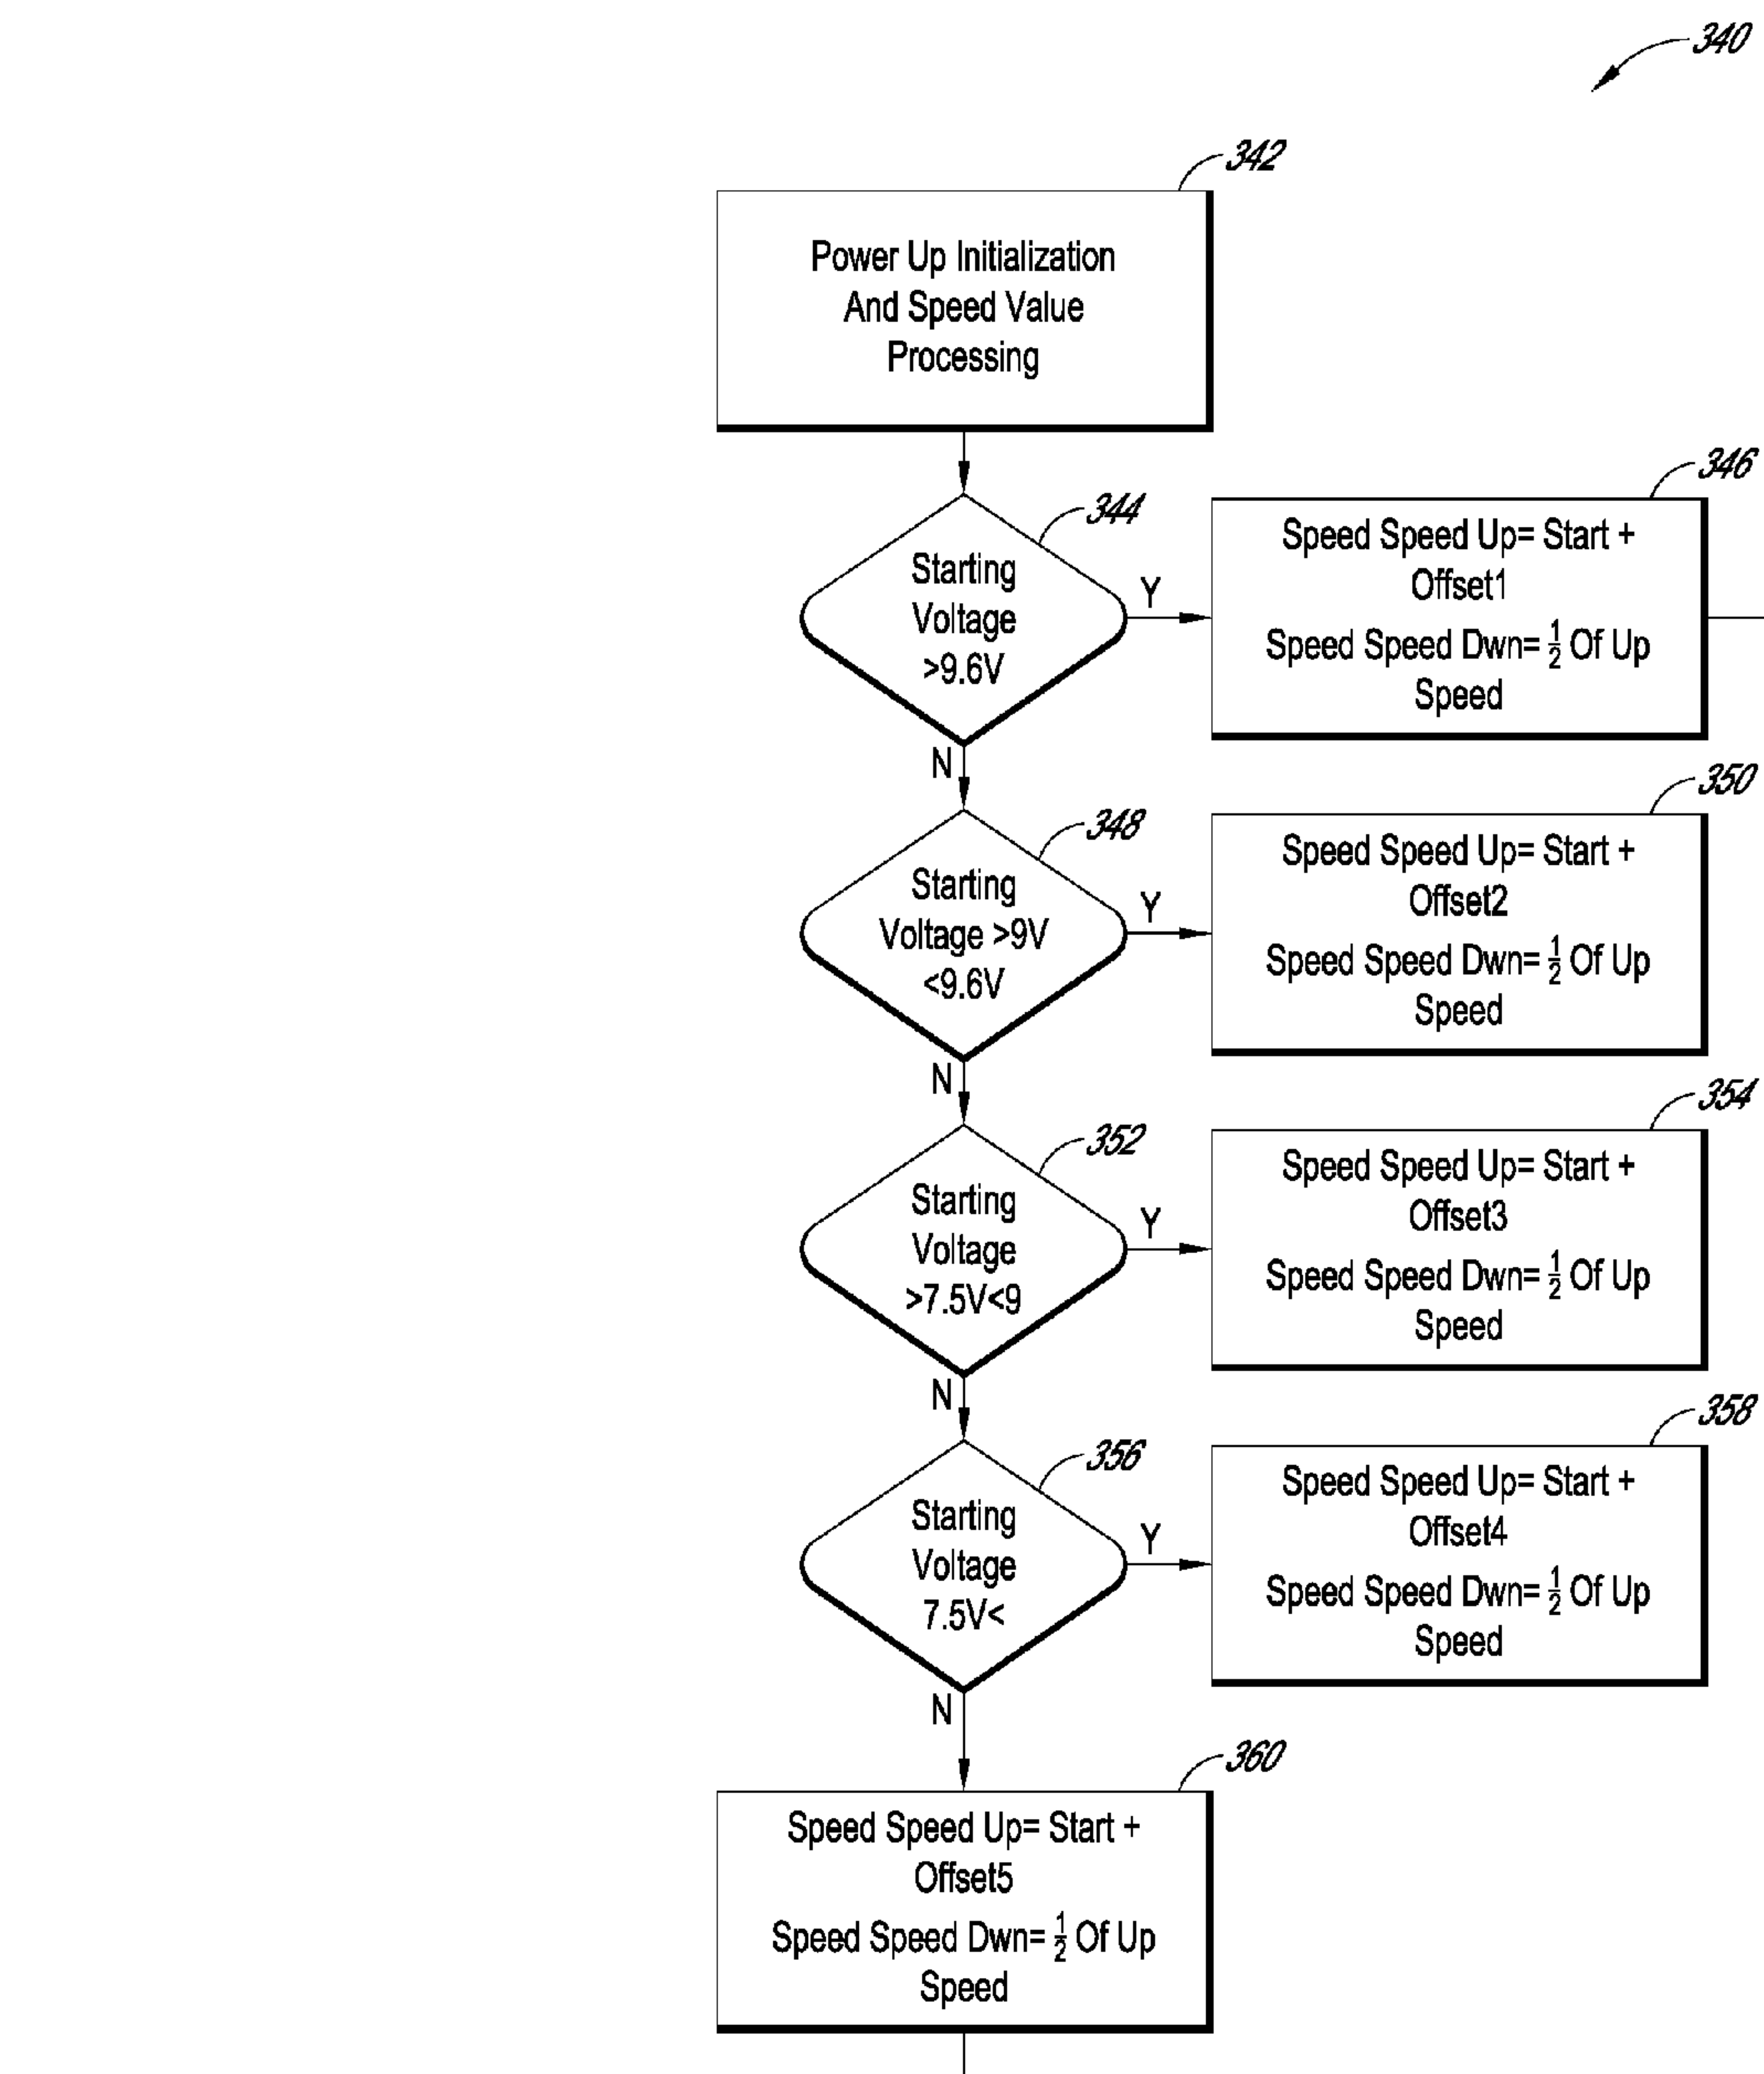 340
342
Power Up Initialization
And Speed Value
Processing
344
Starting
Voltage
>9.6V
Y
N
346
Speed Speed Up= Start +
Offset1
Speed Speed Dwn= ½ Of Up
Speed
348
Starting
Voltage >9V
<9.6V
Y
N
350
Speed Speed Up= Start +
Offset2
Speed Speed Dwn= ½ Of Up
Speed
352
Starting
Voltage
>7.5V<9
Y
N
354
Speed Speed Up= Start +
Offset3
Speed Speed Dwn= ½ Of Up
Speed
356
Starting
Voltage
7.5V<
Y
N
358
Speed Speed Up= Start +
Offset4
Speed Speed Dwn= ½ Of Up
Speed
360
Speed Speed Up= Start +
Offset5
Speed Speed Dwn= ½ Of Up
Speed